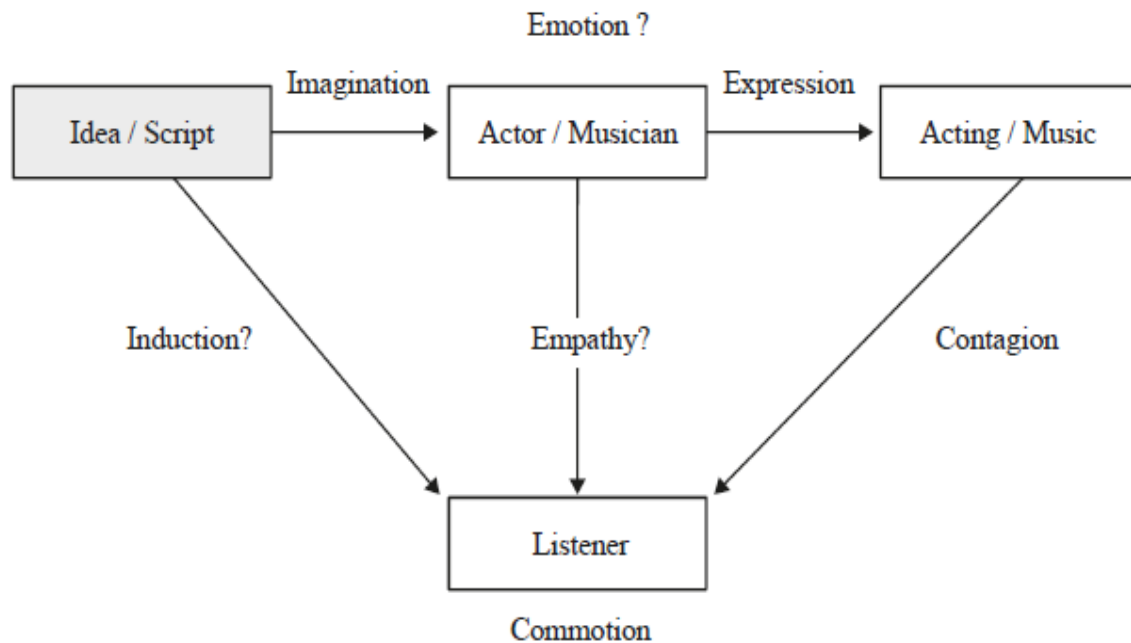 Emotion ?
Imagination
Expression
Idea / Script
Actor / Musician
Acting / Music
Induction?
Empathy?
Contagion
Listener
Commotion